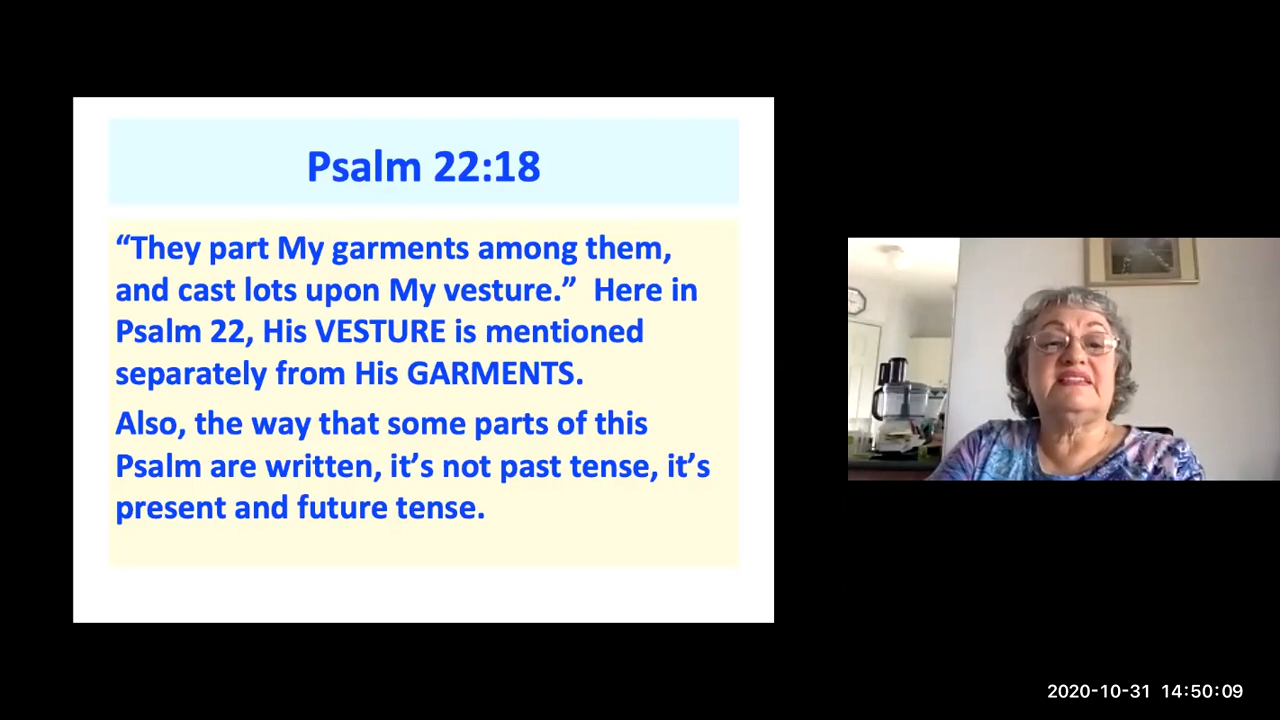 Psalm 22:18
“They part My garments among them,
and cast lots upon My vesture.”  Here in
Psalm 22, His VESTURE is mentioned
separately from His GARMENTS.
Also, the way that some parts of this
Psalm are written, it’s not past tense, it’s
present and future tense.
2020-10-31 14:50:09